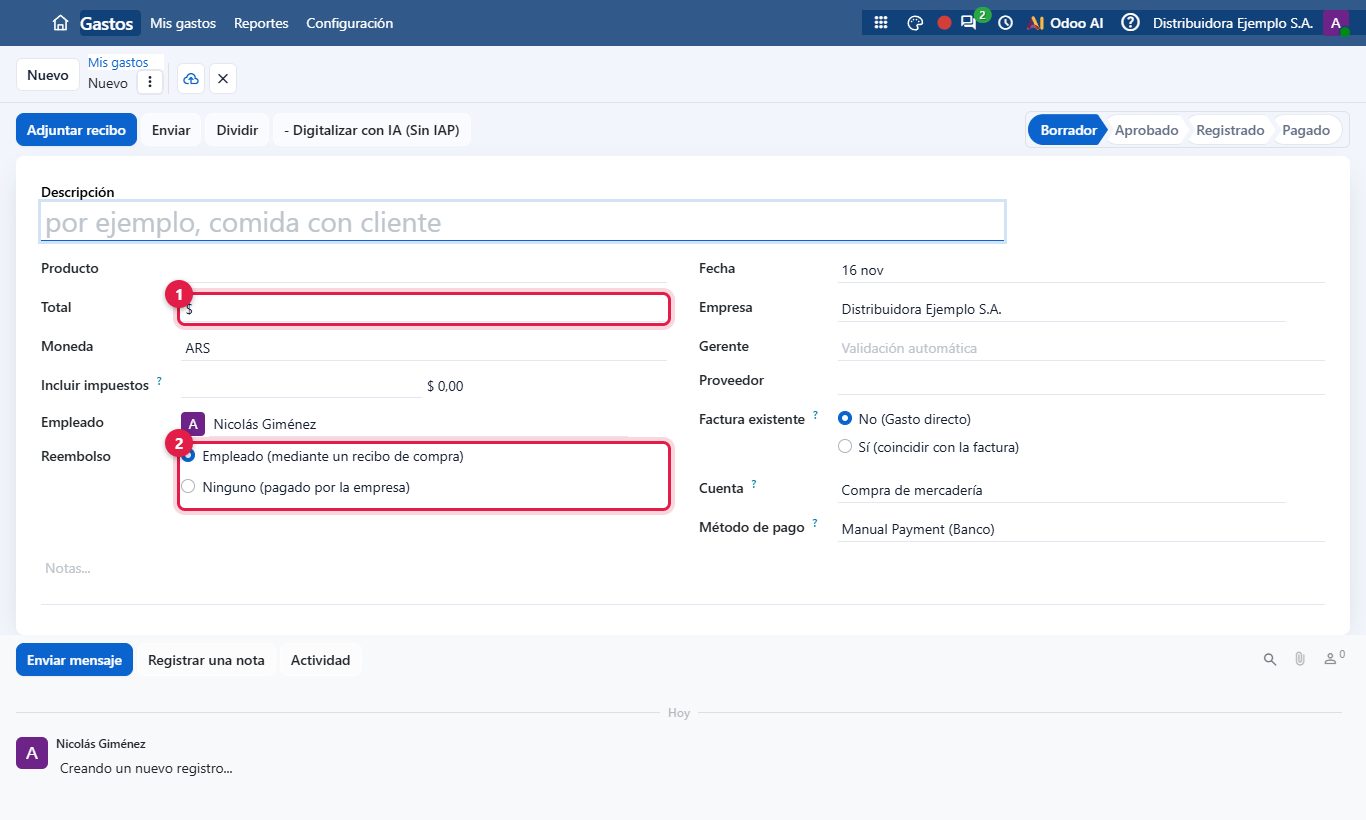 Gastos Mis gastos Reportes Configuración 2 Odoo AI Distribuidora Ejemplo S.A. A
Nuevo
Mis gastos
Nuevo
Adjuntar recibo Enviar Dividir - Digitalizar con IA (Sin IAP) Borrador Aprobado Registrado Pagado
Descripción
por ejemplo, comida con cliente
Producto
1
Total $
Moneda ARS
Incluir impuestos ? $ 0,00
Empleado A Nicolás Giménez
2
Reembolso Empleado (mediante un recibo de compra)
Ninguno (pagado por la empresa)
Fecha 16 nov
Empresa Distribuidora Ejemplo S.A.
Gerente Validación automática
Proveedor
Factura existente ? No (Gasto directo)
Sí (coincidir con la factura)
Cuenta ? Compra de mercadería
Método de pago ? Manual Payment (Banco)
Notas...
Enviar mensaje Registrar una nota Actividad 0
Hoy
A Nicolás Giménez
Creando un nuevo registro...